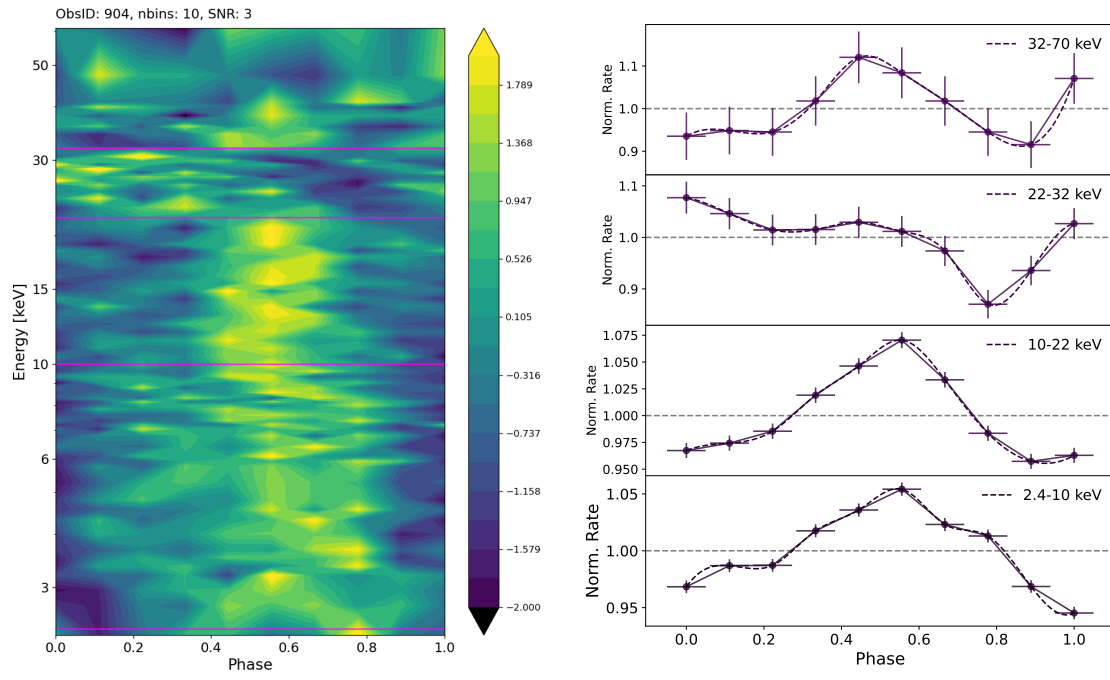 ObsID: 904, nbins: 10, SNR: 3
Energy [keV]
50
30
15
10
6
3
0.0 0.2 0.4 0.6 0.8 1.0
Phase
1.789
1.368
0.947
0.526
0.105
-0.316
-0.737
-1.158
-1.579
-2.000
32-70 keV
Norm. Rate
1.1
1.0
0.9
22-32 keV
Norm. Rate
1.1
1.0
0.9
10-22 keV
Norm. Rate
1.075
1.050
1.025
1.000
0.975
0.950
2.4-10 keV
Norm. Rate
1.05
1.00
0.95
0.0 0.2 0.4 0.6 0.8 1.0
Phase